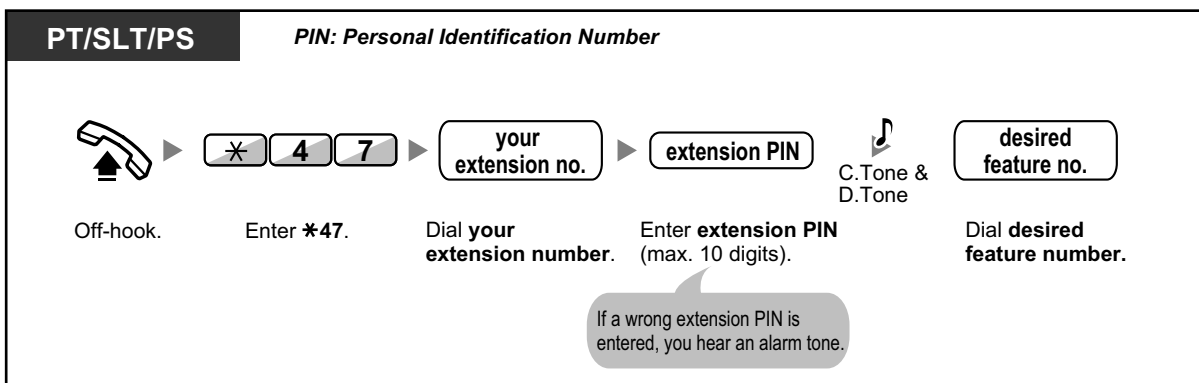 PT/SLT/PS
PIN: Personal Identification Number
✳ 4 7
your
extension no.
extension PIN
C.Tone &
D.Tone
desired
feature no.
Off-hook.
Enter ✳47.
Dial your
extension number.
Enter extension PIN
(max. 10 digits).
Dial desired
feature number.
If a wrong extension PIN is
entered, you hear an alarm tone.